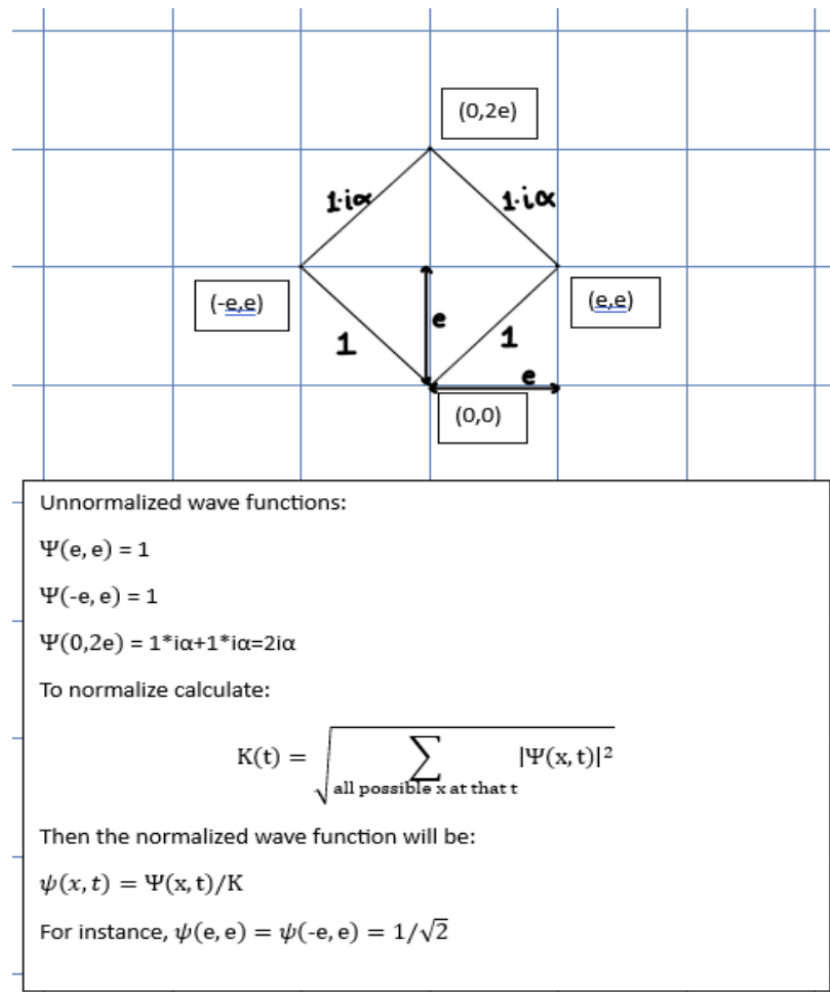 (0,2e)
1·iα 1·iα
(-e,e) (e,e)
e
1 1
e
(0,0)
Unnormalized wave functions:
Ψ(e, e) = 1
Ψ(-e, e) = 1
Ψ(0,2e) = 1*iα+1*iα=2iα
To normalize calculate:
K(t) = √∑ |Ψ(x, t)|²
all possible x at that t
Then the normalized wave function will be:
𝜓(x, t) = Ψ(x, t)/K
For instance, 𝜓(e, e) = 𝜓(-e, e) = 1/√2